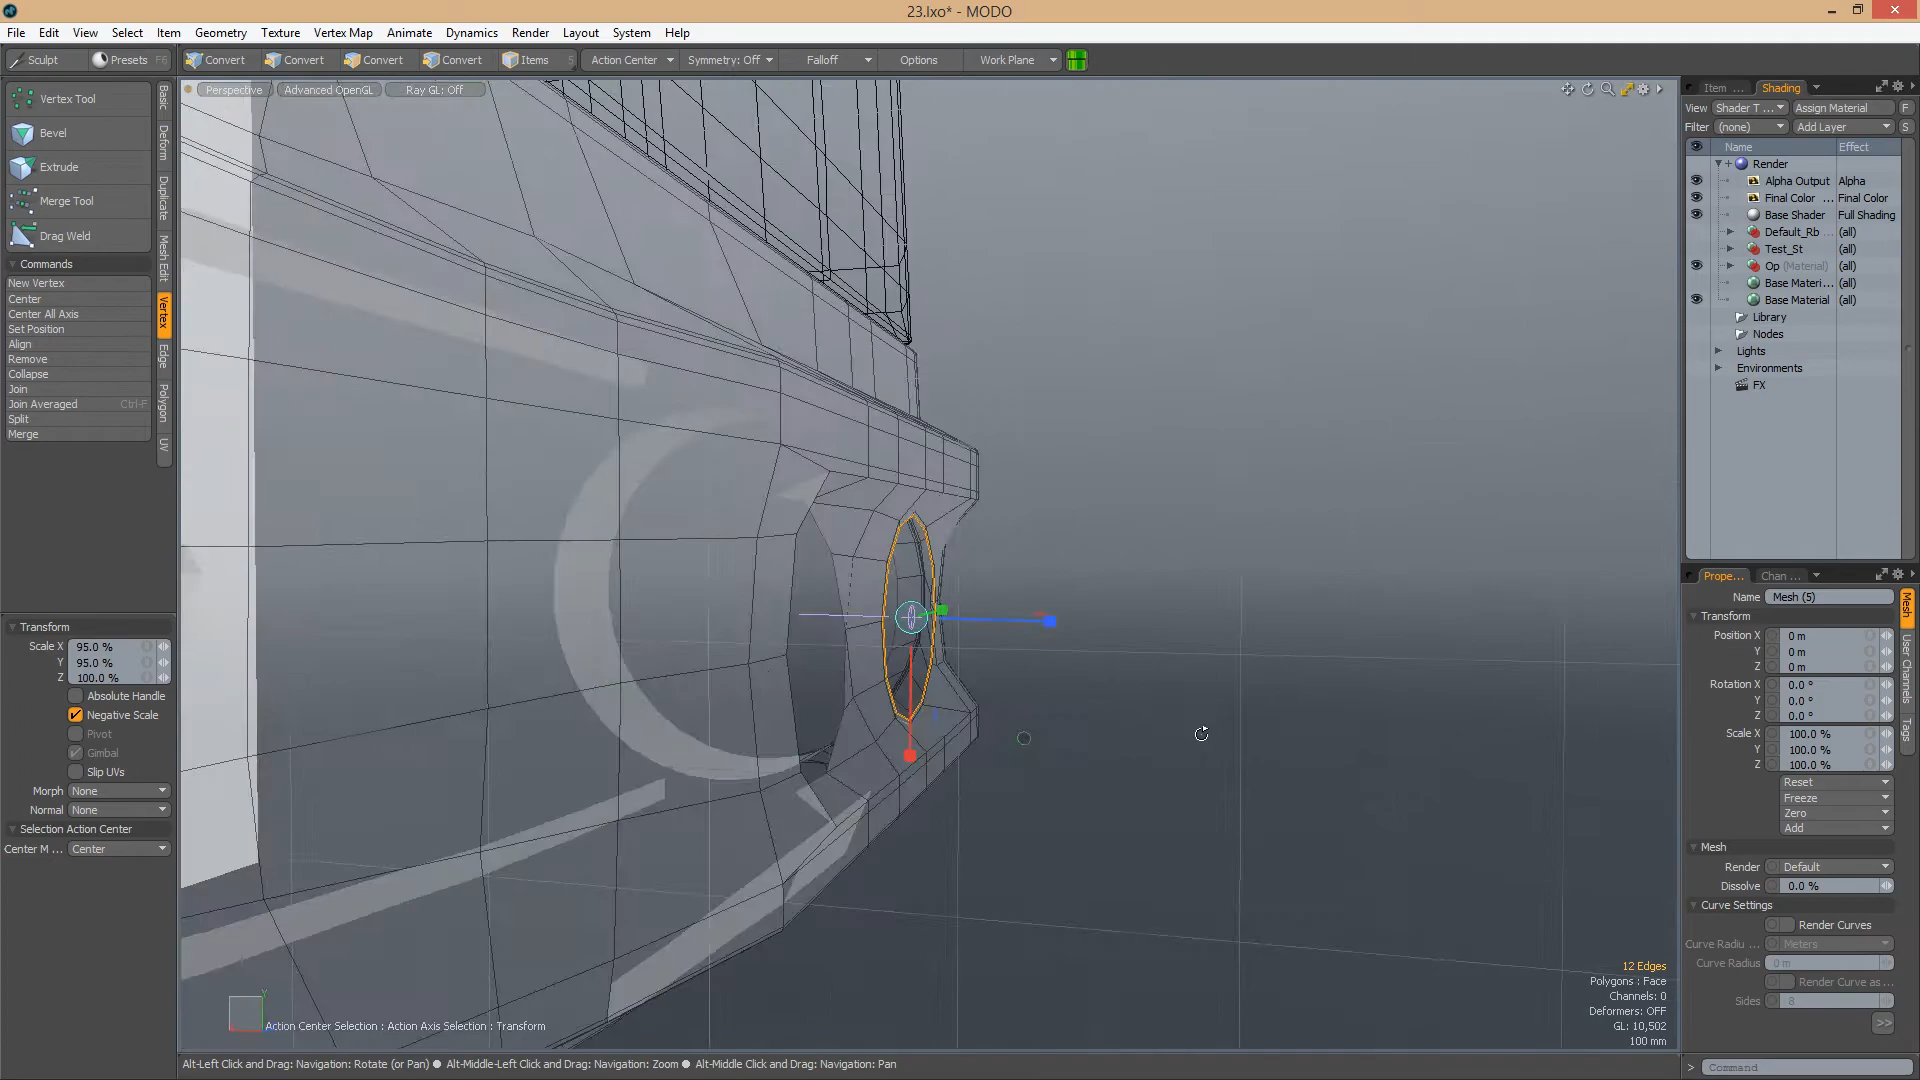 23.lxo* - MODO
File Edit View Select Item Geometry Texture Vertex Map Animate Dynamics Render Layout System Help
Sculpt Presets F6 Convert Convert Convert Convert Items 5 Action Center Symmetry: Off Falloff Options Work Plane
Perspective Advanced OpenGL Ray GL: Off
Vertex Tool
Bevel
Extrude
Merge Tool
Drag Weld
Commands
New Vertex
Center
Center All Axis
Set Position
Align
Remove
Collapse
Join
Join Averaged Ctrl-F
Split
Merge
Basic
Deform
Duplicate
Mesh Edit
Vertex
Edge
Polygon
UV
Transform
Scale X 95.0 %
Y 95.0 %
Z 100.0 %
Absolute Handle
Negative Scale
Pivot
Gimbal
Slip UVs
Morph None
Normal None
Selection Action Center
Center M ... Center
Y
Action Center Selection : Action Axis Selection : Transform
12 Edges
Polygons : Face
Channels: 0
Deformers: OFF
GL: 10,502
100 mm
Alt-Left Click and Drag: Navigation: Rotate (or Pan) ● Alt-Middle-Left Click and Drag: Navigation: Zoom ● Alt-Middle Click and Drag: Navigation: Pan
Item ... Shading
View Shader T ... Assign Material F
Filter (none) Add Layer S
Name Effect
Render
Alpha Output Alpha
Final Color ... Final Color
Base Shader Full Shading
Default_Rb ... (all)
Test_St (all)
Op (Material) (all)
Base Materi... (all)
Base Material (all)
Library
Nodes
Lights
Environments
FX
Prope... Chan ...
Name Mesh (5)
Transform
Position X 0 m
Y 0 m
Z 0 m
Rotation X 0.0 °
Y 0.0 °
Z 0.0 °
Scale X 100.0 %
Y 100.0 %
Z 100.0 %
Reset
Freeze
Zero
Add
Mesh
Render Default
Dissolve 0.0 %
Curve Settings
Render Curves
Curve Radiu ... Meters
Curve Radius 0 m
Render Curve as ...
Sides 8
>>
Mesh
User Channels
Tags
> Command